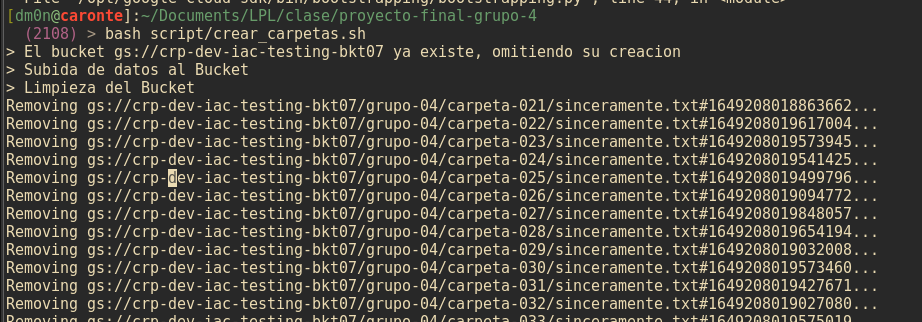 [dm0n@caronte]:~/Documents/LPL/clase/proyecto-final-grupo-4
(2108) > bash script/crear_carpetas.sh
> El bucket gs://crp-dev-iac-testing-bkt07 ya existe, omitiendo su creacion
> Subida de datos al Bucket
> Limpieza del Bucket
Removing gs://crp-dev-iac-testing-bkt07/grupo-04/carpeta-021/sinceramente.txt#1649208018863662...
Removing gs://crp-dev-iac-testing-bkt07/grupo-04/carpeta-022/sinceramente.txt#1649208019617004...
Removing gs://crp-dev-iac-testing-bkt07/grupo-04/carpeta-023/sinceramente.txt#1649208019573945...
Removing gs://crp-dev-iac-testing-bkt07/grupo-04/carpeta-024/sinceramente.txt#1649208019541425...
Removing gs://crp-dev-iac-testing-bkt07/grupo-04/carpeta-025/sinceramente.txt#1649208019499796...
Removing gs://crp-dev-iac-testing-bkt07/grupo-04/carpeta-026/sinceramente.txt#1649208019094772...
Removing gs://crp-dev-iac-testing-bkt07/grupo-04/carpeta-027/sinceramente.txt#1649208019848057...
Removing gs://crp-dev-iac-testing-bkt07/grupo-04/carpeta-028/sinceramente.txt#1649208019654194...
Removing gs://crp-dev-iac-testing-bkt07/grupo-04/carpeta-029/sinceramente.txt#1649208019032008...
Removing gs://crp-dev-iac-testing-bkt07/grupo-04/carpeta-030/sinceramente.txt#1649208019573460...
Removing gs://crp-dev-iac-testing-bkt07/grupo-04/carpeta-031/sinceramente.txt#1649208019427671...
Removing gs://crp-dev-iac-testing-bkt07/grupo-04/carpeta-032/sinceramente.txt#1649208019027080...
Removing gs://crp-dev-iac-testing-bkt07/grupo-04/carpeta-033/sinceramente.txt#1649208019575019...